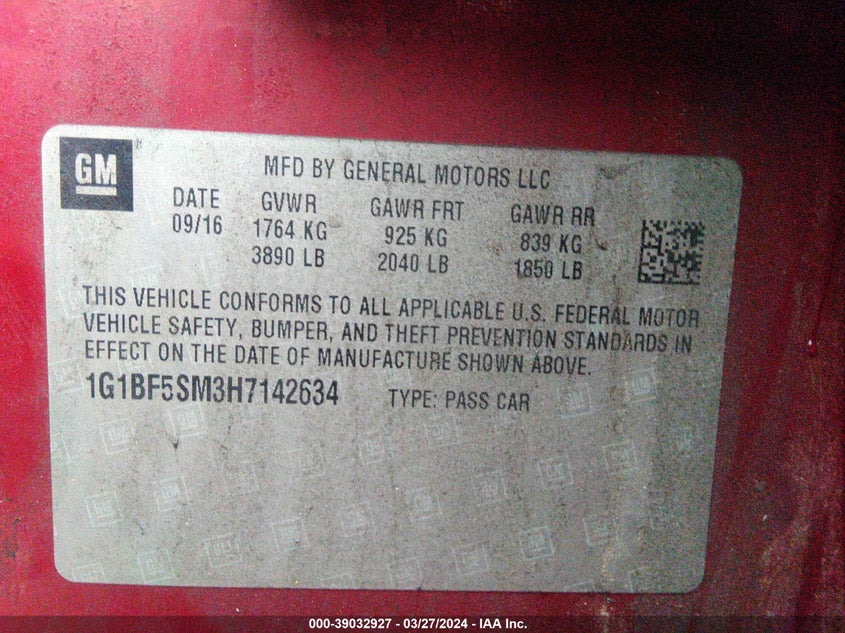 GM
MFD BY GENERAL MOTORS LLC
DATE GVWR GAWR FRT GAWR RR
09/16 1764 KG 925 KG 839 KG
3890 LB 2040 LB 1850 LB
THIS VEHICLE CONFORMS TO ALL APPLICABLE U.S. FEDERAL MOTOR
VEHICLE SAFETY, BUMPER, AND THEFT PREVENTION STANDARDS IN
EFFECT ON THE DATE OF MANUFACTURE SHOWN ABOVE.
1G1BF5SM3H7142634 TYPE: PASS CAR
000-39032927 - 03/27/2024 - IAA Inc.